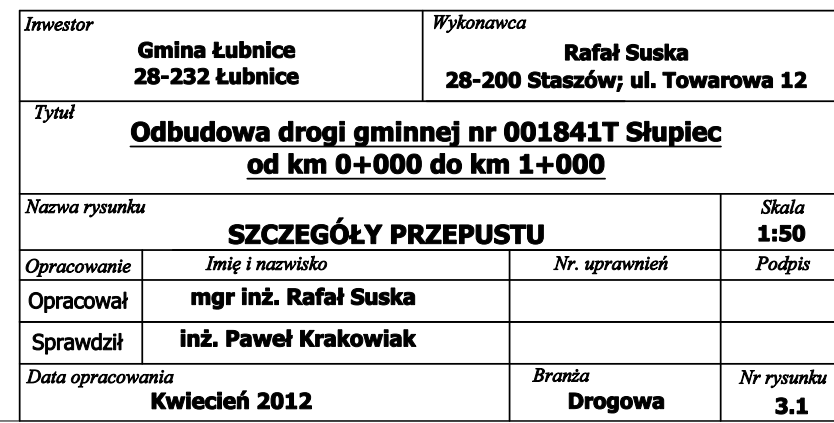 Inwestor
Gmina Łubnice
28-232 Łubnice
Wykonawca
Rafał Suska
28-200 Staszów; ul. Towarowa 12
Tytuł
Odbudowa drogi gminnej nr 001841T Słupiec
od km 0+000 do km 1+000
Nazwa rysunku
SZCZEGÓŁY PRZEPUSTU
Skala
1:50
Opracowanie Imię i nazwisko Nr. uprawnień Podpis
Opracował mgr inż. Rafał Suska
Sprawdził inż. Paweł Krakowiak
Data opracowania
Kwiecień 2012
Branża
Drogowa
Nr rysunku
3.1